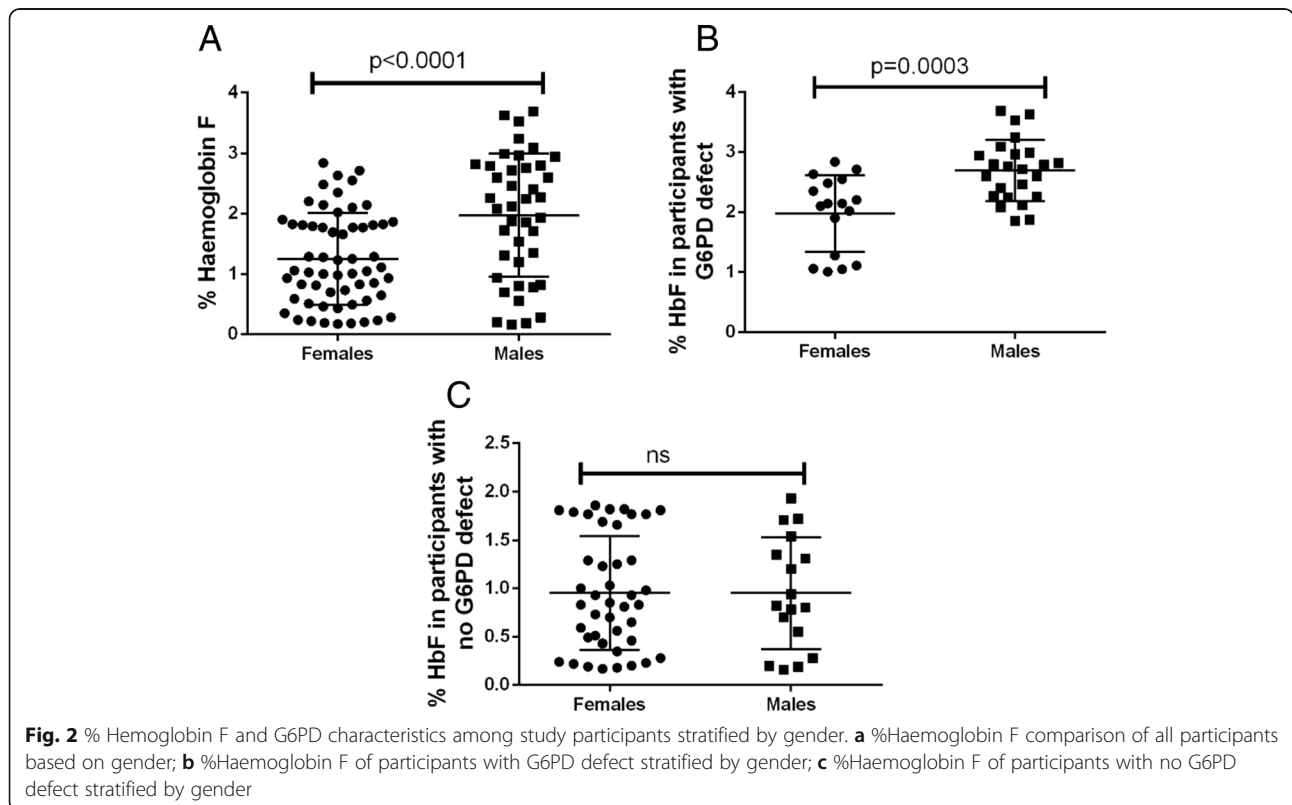 A
p<0.0001
% Haemoglobin F
4
3
2
1
0
Females
Males
B
p=0.0003
% HbF in participants with
G6PD defect
4
3
2
1
0
Females
Males
C
ns
% HbF in participants with
no G6PD defect
2.5
2.0
1.5
1.0
0.5
0.0
Females
Males
Fig. 2 % Hemoglobin F and G6PD characteristics among study participants stratified by gender. a %Haemoglobin F comparison of all participants
based on gender; b %Haemoglobin F of participants with G6PD defect stratified by gender; c %Haemoglobin F of participants with no G6PD
defect stratified by gender